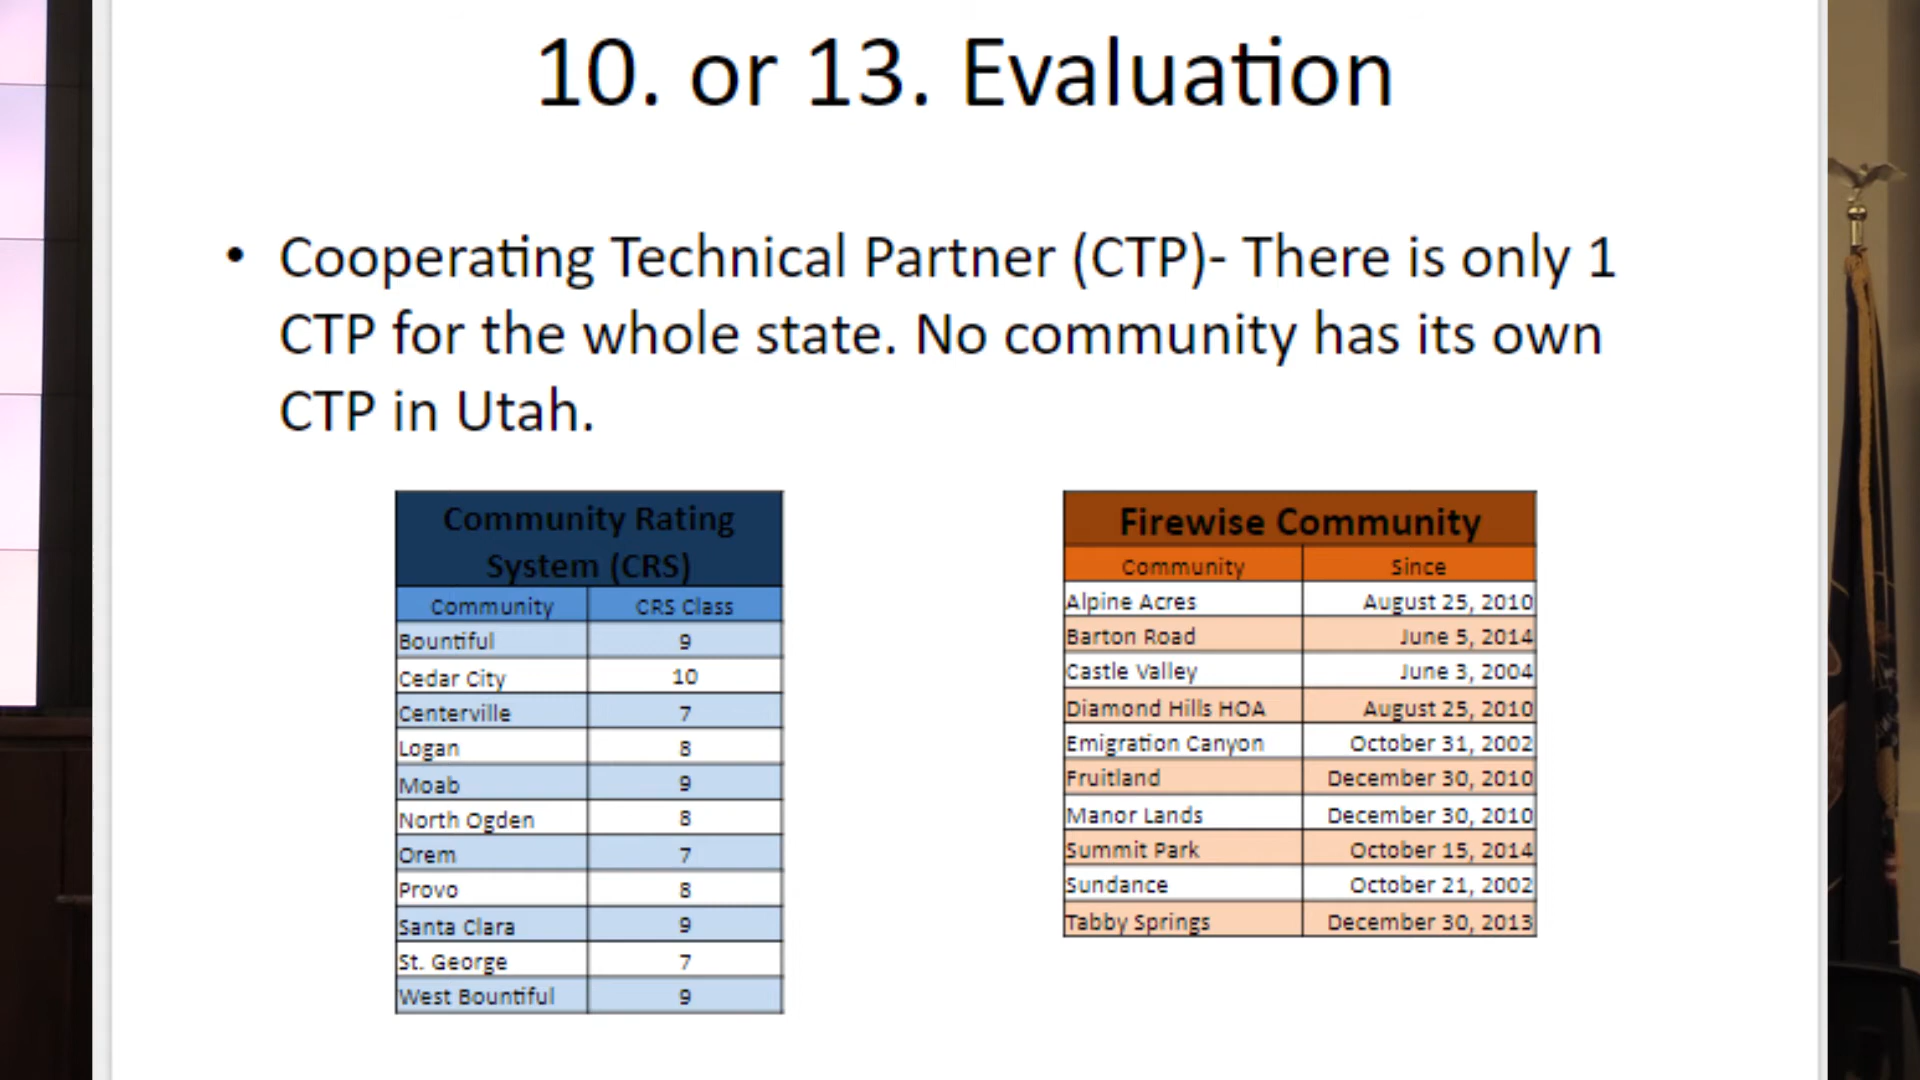 10. or 13. Evaluation
• Cooperating Technical Partner (CTP)- There is only 1
CTP for the whole state. No community has its own
CTP in Utah.
Community Rating
System (CRS)
Community CRS Class
Bountiful 9
Cedar City 10
Centerville 7
Logan 8
Moab 9
North Ogden 8
Orem 7
Provo 8
Santa Clara 9
St. George 7
West Bountiful 9
Firewise Community
Community Since
Alpine Acres August 25, 2010
Barton Road June 5, 2014
Castle Valley June 3, 2004
Diamond Hills HOA August 25, 2010
Emigration Canyon October 31, 2002
Fruitland December 30, 2010
Manor Lands December 30, 2010
Summit Park October 15, 2014
Sundance October 21, 2002
Tabby Springs December 30, 2013